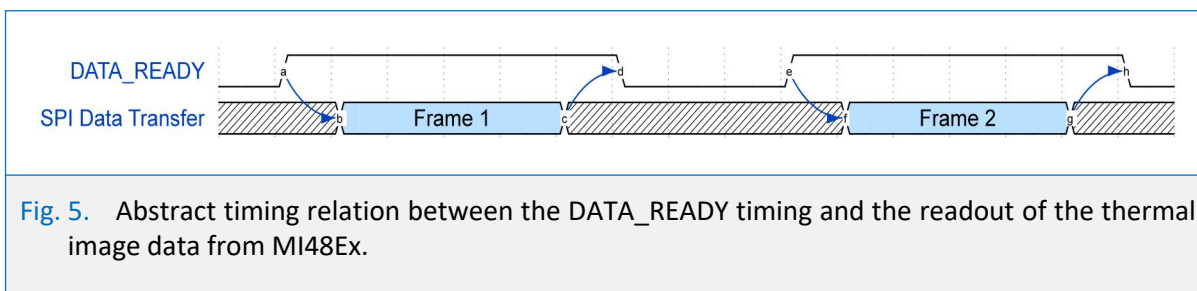 DATA_READY a d e h
SPI Data Transfer b Frame 1 c f Frame 2 g
Fig. 5. Abstract timing relation between the DATA_READY timing and the readout of the thermal
image data from MI48Ex.